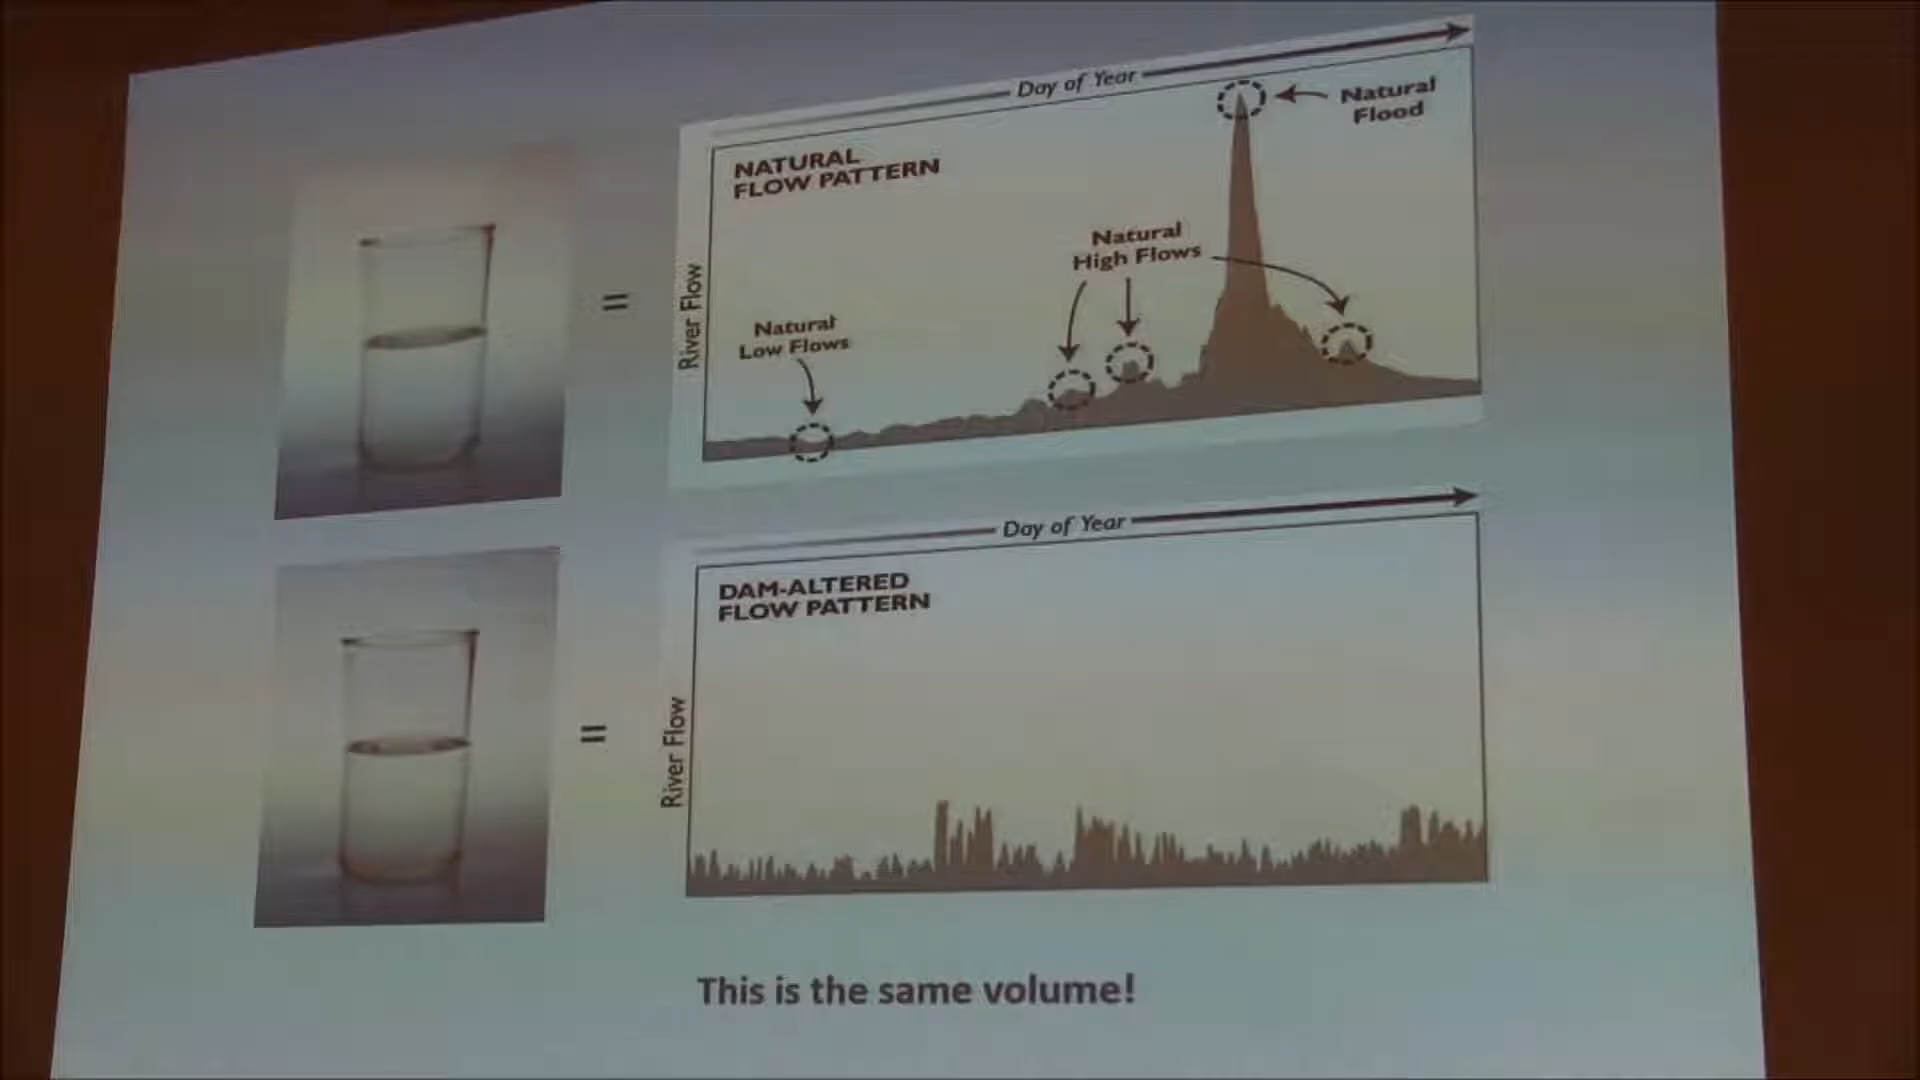 Day of Year
NATURAL
FLOW PATTERN
Natural
Flood
Natural
High Flows
Natural
Low Flows
River Flow
=
Day of Year
DAM-ALTERED
FLOW PATTERN
River Flow
=
This is the same volume!